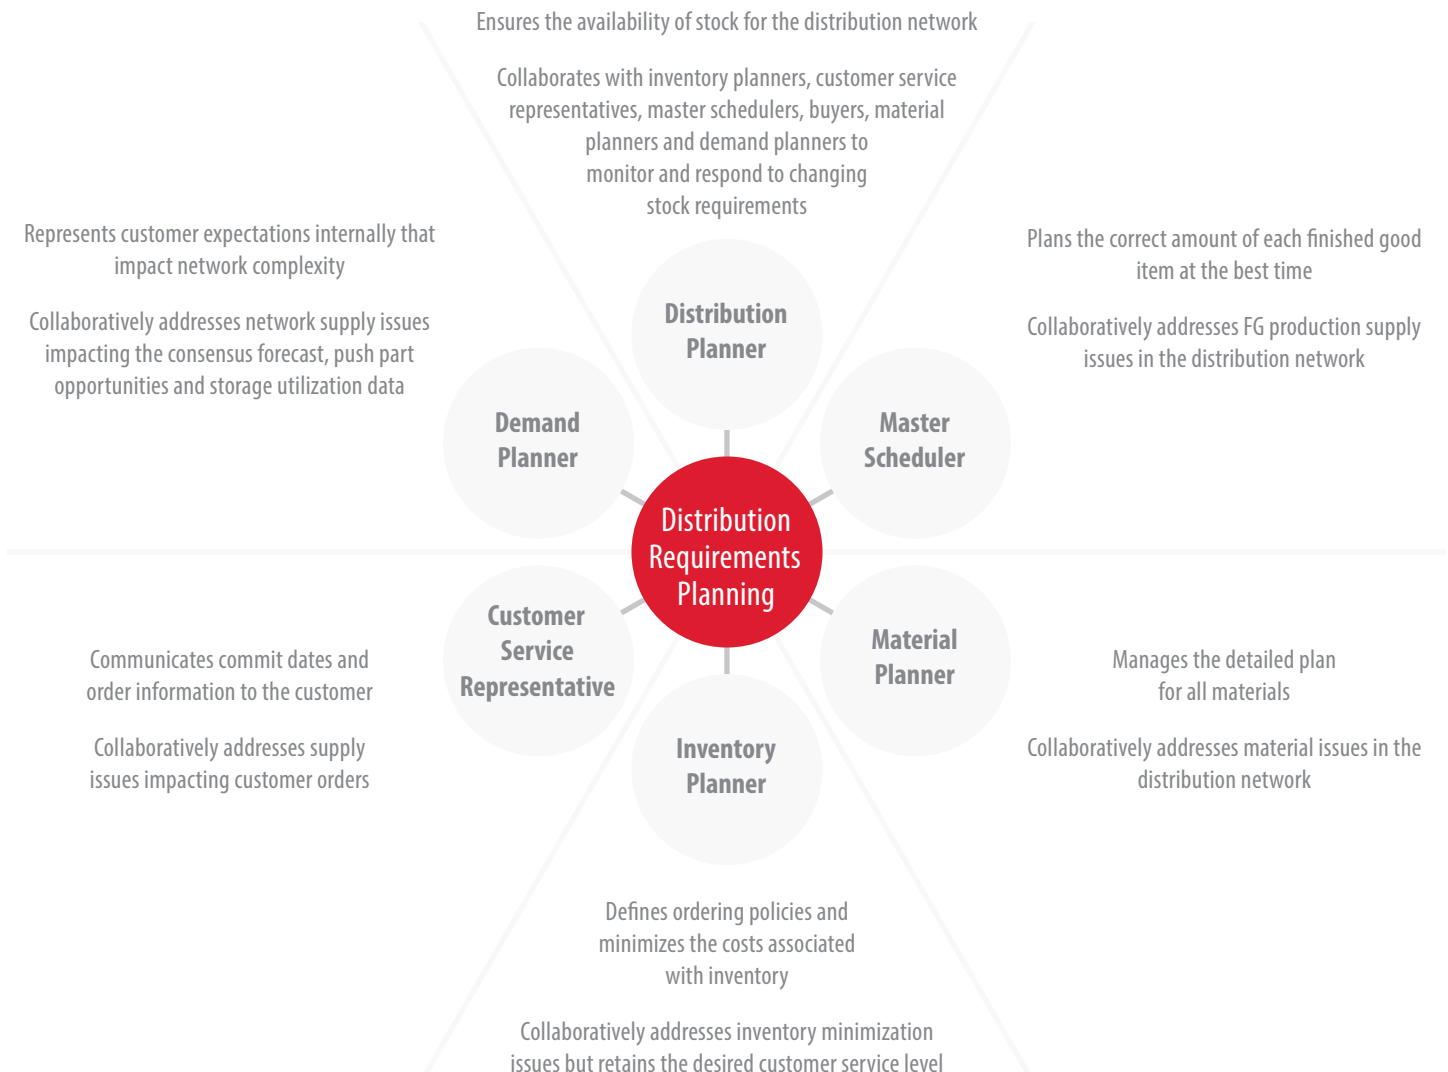 Ensures the availability of stock for the distribution network
Collaborates with inventory planners, customer service
representatives, master schedulers, buyers, material
planners and demand planners to
monitor and respond to changing
stock requirements
Distribution
Planner
Represents customer expectations internally that
impact network complexity
Collaboratively addresses network supply issues
impacting the consensus forecast, push part
opportunities and storage utilization data
Demand
Planner
Plans the correct amount of each finished good
item at the best time
Collaboratively addresses FG production supply
issues in the distribution network
Master
Scheduler
Distribution
Requirements
Planning
Customer
Service
Representative
Communicates commit dates and
order information to the customer
Collaboratively addresses supply
issues impacting customer orders
Material
Planner
Manages the detailed plan
for all materials
Collaboratively addresses material issues in the
distribution network
Inventory
Planner
Defines ordering policies and
minimizes the costs associated
with inventory
Collaboratively addresses inventory minimization
issues but retains the desired customer service level